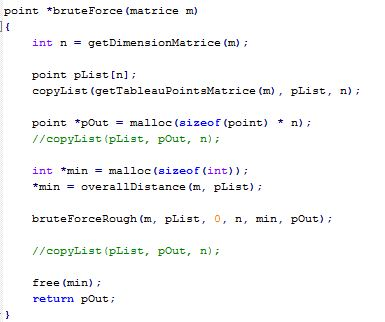 point *bruteForce(matrice m)
{
int n = getDimensionMatrice(m);
point pList[n];
copyList(getTableauPointsMatrice(m), pList, n);
point *pOut = malloc(sizeof(point) * n);
//copyList(pList, pOut, n);
int *min = malloc(sizeof(int));
*min = overallDistance(m, pList);
bruteForceRough(m, pList, 0, n, min, pOut);
//copyList(pList, pOut, n);
free(min);
return pOut;
}